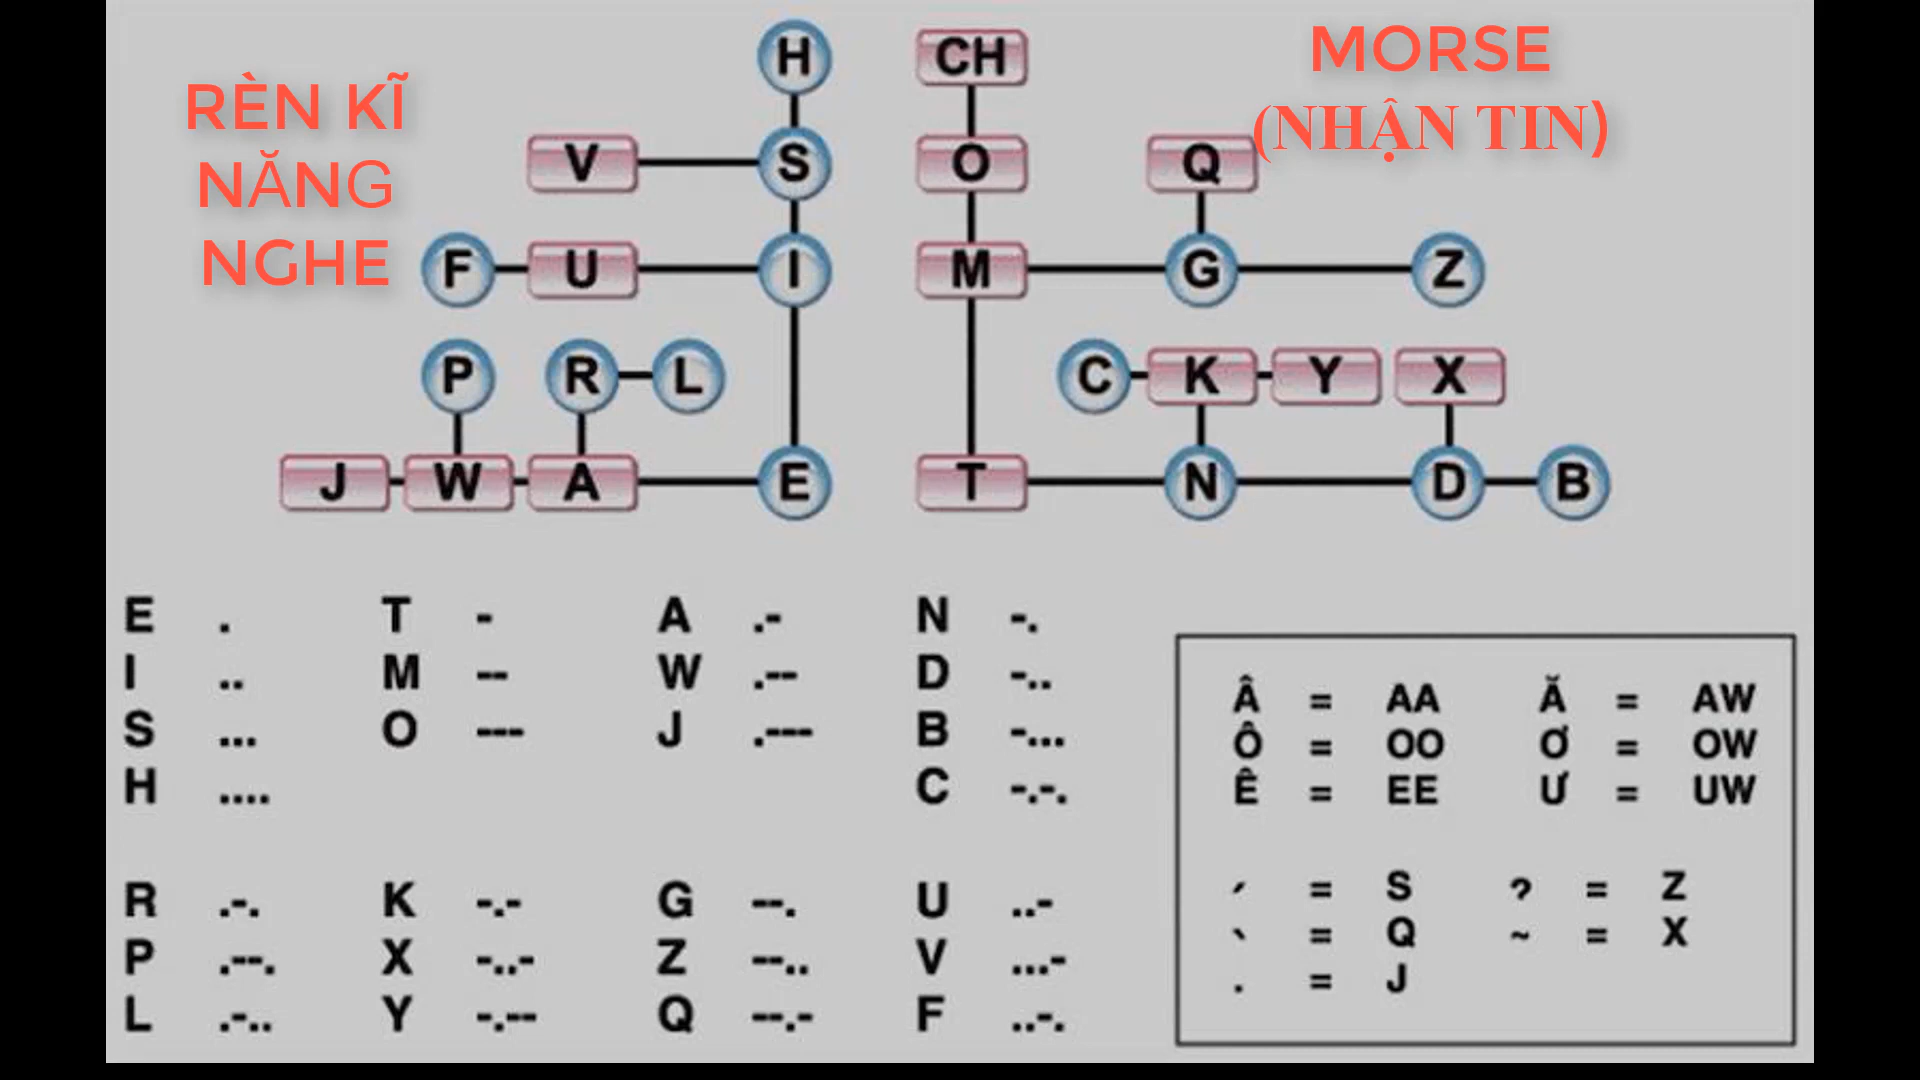 RÈN KĨ
NĂNG
NGHE
MORSE
(NHẬN TIN)
H CH
V S O Q
F U I M G Z
P R L C K Y X
J W A E T N D B
E . T - A .- N -.
I .. M -- W .-- D -..
S ... O --- J .--- B -...
H .... C -.-.
R .-. K -.- G --. U ..-
P .--. X -..- Z --.. V ...-
L .-.. Y -.-- Q --.- F ..-.
Â = AA Ă = AW
Ô = OO Ơ = OW
Ê = EE Ư = UW
´ = S ? = Z
` = Q ~ = X
. = J